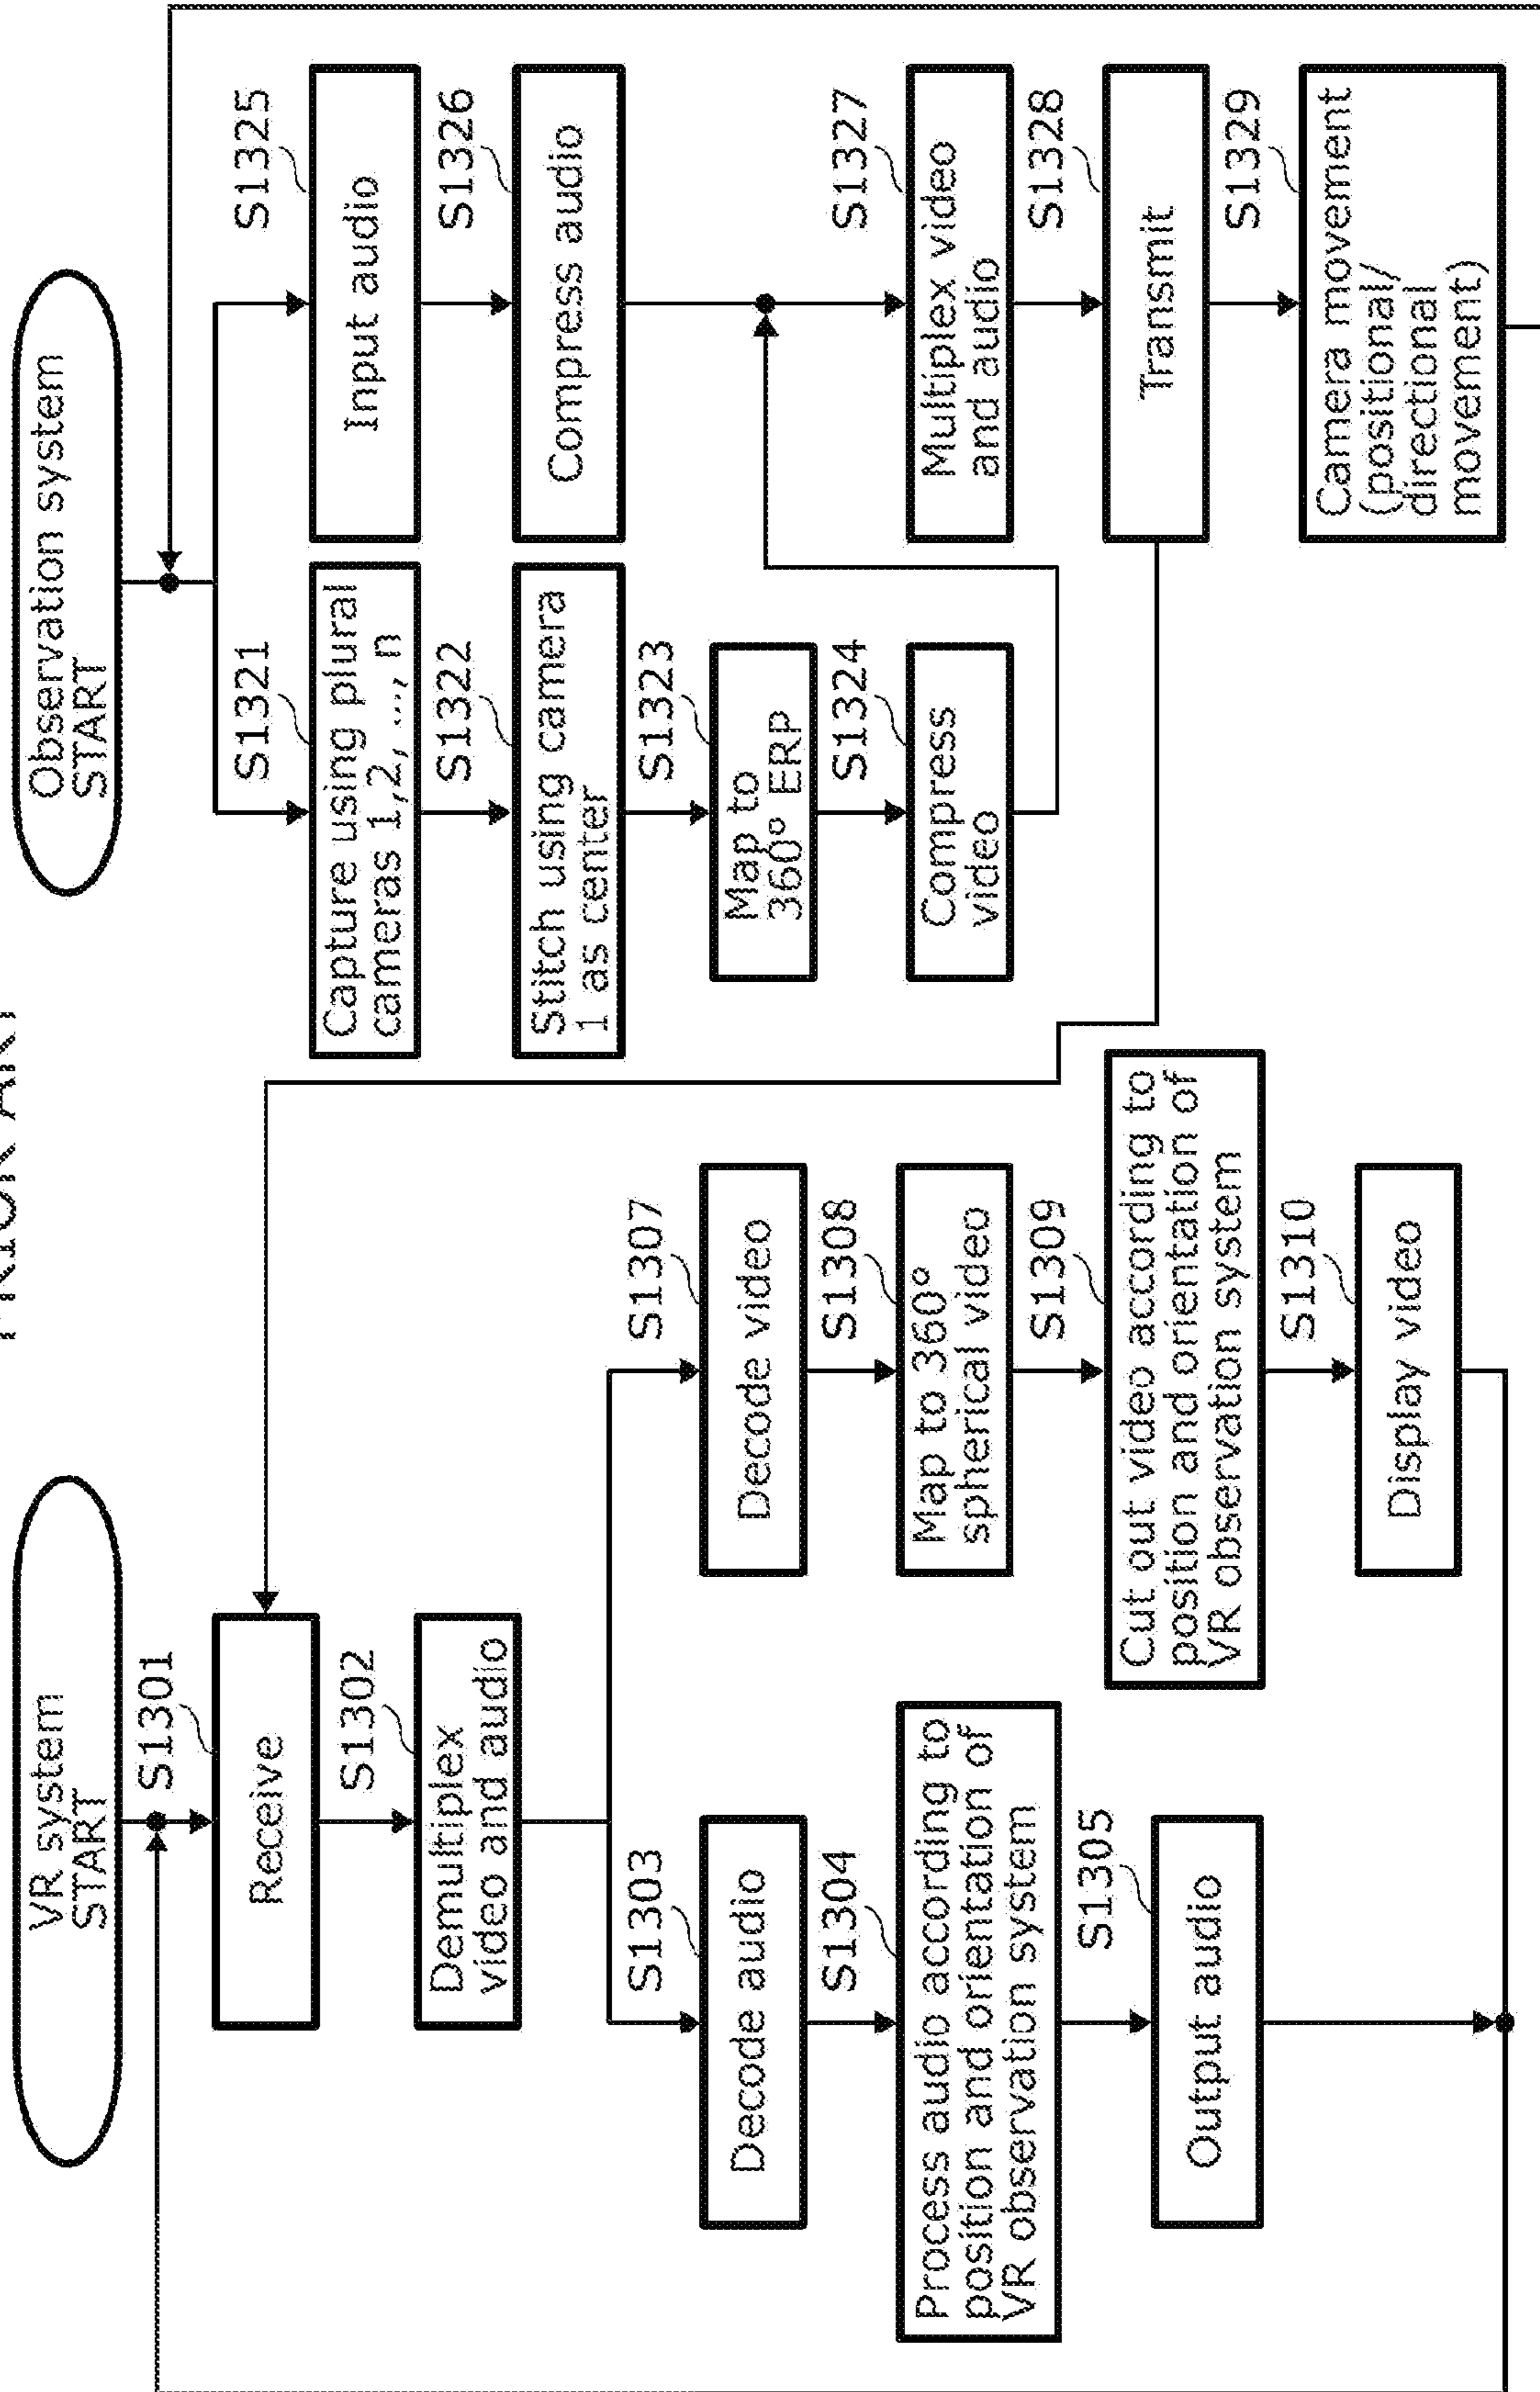 PRIOR ART
VR system
START
S1301
Receive
S1302
Demultiplex
video and audio
S1303
Decode audio
S1304
Process audio according to
position and orientation of
VR observation system
S1305
Output audio
S1307
Decode video
S1308
Map to 360°
spherical video
S1309
Cut out video according to
position and orientation of
VR observation system
S1310
Display video
Observation system
START
S1321
Capture using plural
cameras 1,2, ..., n
S1322
Stitch using camera
1 as center
S1323
Map to
360° ERP
S1324
Compress
video
S1325
Input audio
S1326
Compress audio
S1327
Multiplex video
and audio
S1328
Transmit
S1329
Camera movement
(positional/
directional
movement)